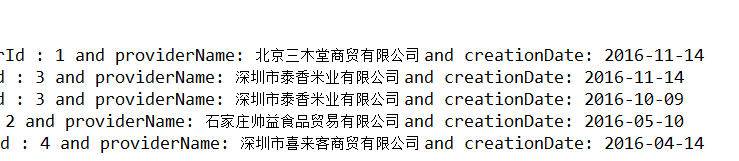 rId : 1 and providerName: 北京三木堂商贸有限公司 and creationDate: 2016-11-14
d : 3 and providerName: 深圳市泰香米业有限公司 and creationDate: 2016-11-14
d : 3 and providerName: 深圳市泰香米业有限公司 and creationDate: 2016-10-09
2 and providerName: 石家庄帅益食品贸易有限公司 and creationDate: 2016-05-10
d : 4 and providerName: 深圳市喜来客商贸有限公司 and creationDate: 2016-04-14